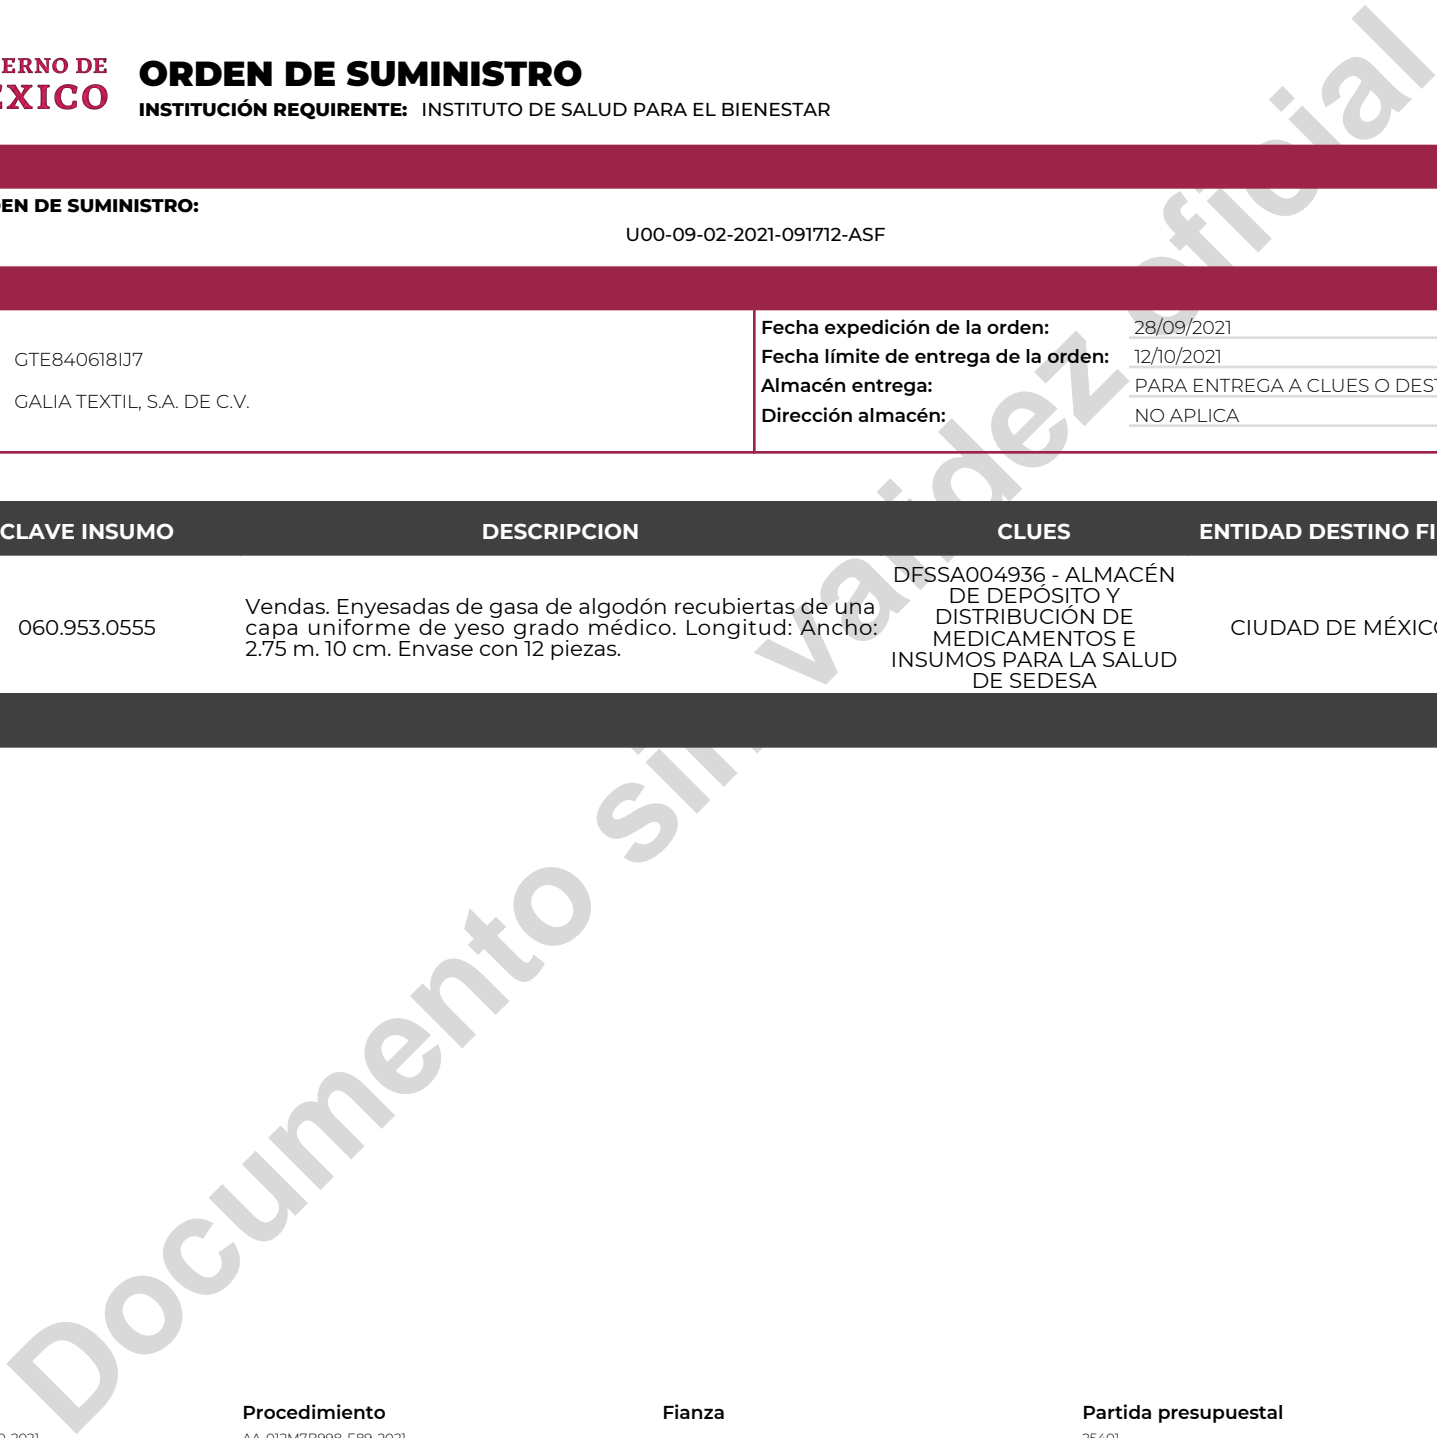 ERNO DE
ÉXICO
ORDEN DE SUMINISTRO
INSTITUCIÓN REQUIRENTE: INSTITUTO DE SALUD PARA EL BIENESTAR
EN DE SUMINISTRO:
U00-09-02-2021-091712-ASF
GTE840618IJ7
GALIA TEXTIL, S.A. DE C.V.
Fecha expedición de la orden: 28/09/2021
Fecha límite de entrega de la orden: 12/10/2021
Almacén entrega: PARA ENTREGA A CLUES O DEST
Dirección almacén: NO APLICA
CLAVE INSUMO DESCRIPCION CLUES ENTIDAD DESTINO FI
060.953.0555
Vendas. Enyesadas de gasa de algodón recubiertas de una
capa uniforme de yeso grado médico. Longitud: Ancho:
2.75 m. 10 cm. Envase con 12 piezas.
DFSSA004936 - ALMACÉN
DE DEPÓSITO Y
DISTRIBUCIÓN DE
MEDICAMENTOS E
INSUMOS PARA LA SALUD
DE SEDESA
CIUDAD DE MÉXICO
Documento sin validez oficial
Procedimiento Fianza Partida presupuestal